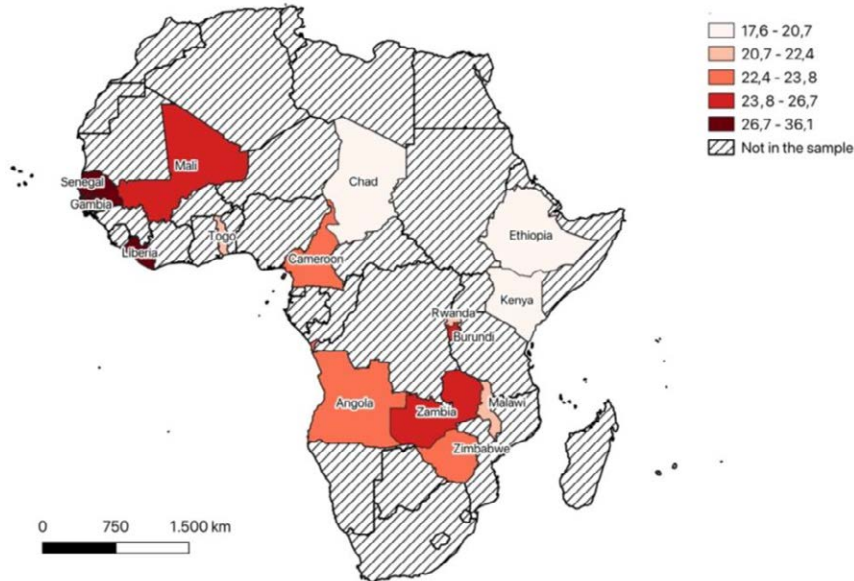 17,6 - 20,7
20,7 - 22,4
22,4 - 23,8
23,8 - 26,7
26,7 - 36,1
Not in the sample
Mali
Senegal
Gambia
Chad
Togo
Liberia
Cameroon
Ethiopia
Kenya
Rwanda
Burundi
Angola
Zambia
Malawi
Zimbabwe
0 750 1.500 km